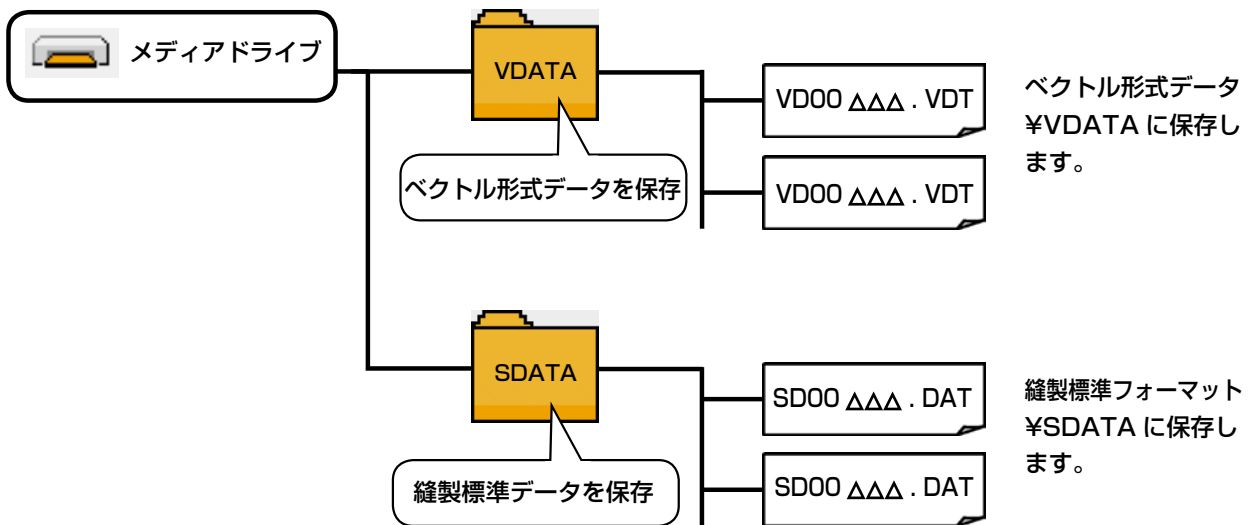 メディアドライブ
VDATA
ベクトル形式データを保存
VD00 △△△ . VDT
VD00 △△△ . VDT
ベクトル形式データ
¥VDATA に保存し
ます。
SDATA
縫製標準データを保存
SD00 △△△ . DAT
SD00 △△△ . DAT
縫製標準フォーマット
¥SDATA に保存し
ます。